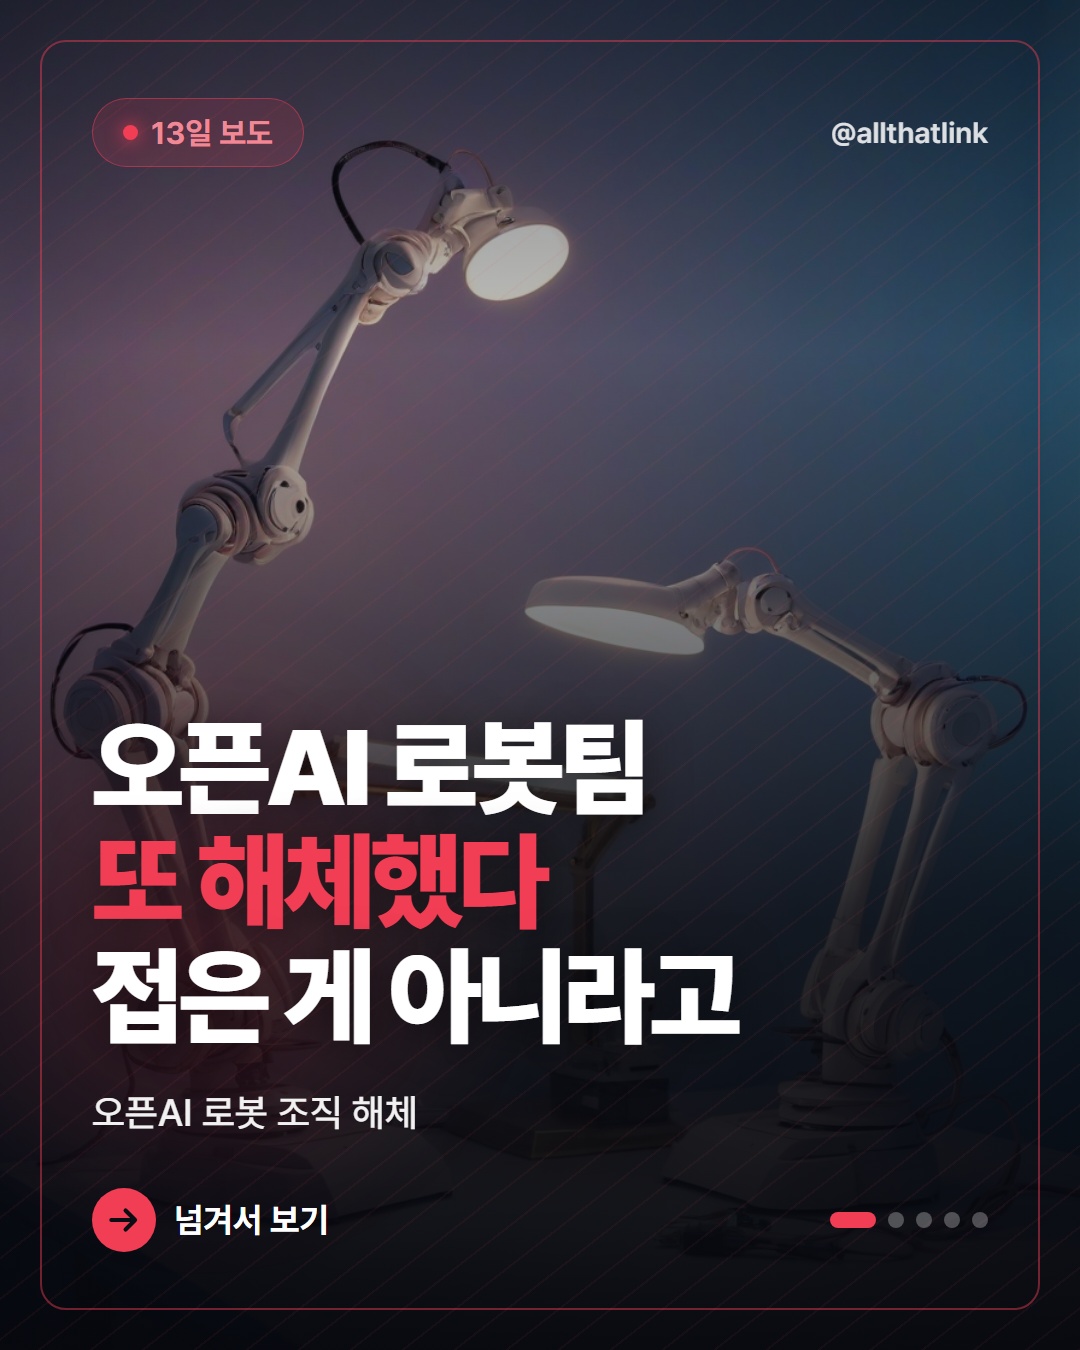 13일 보도
@allthatlink
오픈AI 로봇팀
또 해체했다
접은 게 아니라고
오픈AI 로봇 조직 해체
넘겨서 보기